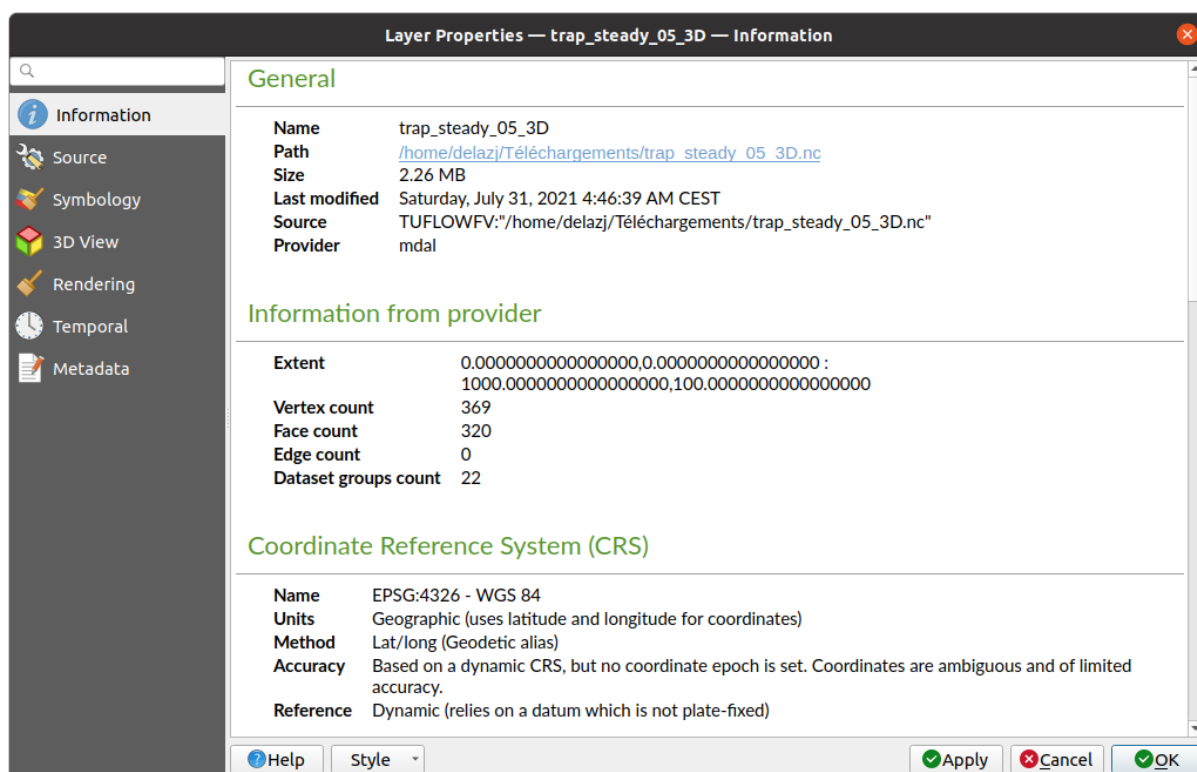 Layer Properties — trap_steady_05_3D — Information
Information
Source
Symbology
3D View
Rendering
Temporal
Metadata
General
Name trap_steady_05_3D
Path /home/delazj/Téléchargements/trap_steady_05_3D.nc
Size 2.26 MB
Last modified Saturday, July 31, 2021 4:46:39 AM CEST
Source TUFLOWFV:"/home/delazj/Téléchargements/trap_steady_05_3D.nc"
Provider mdal
Information from provider
Extent 0.0000000000000000,0.0000000000000000 :
1000.0000000000000000,100.0000000000000000
Vertex count 369
Face count 320
Edge count 0
Dataset groups count 22
Coordinate Reference System (CRS)
Name EPSG:4326 - WGS 84
Units Geographic (uses latitude and longitude for coordinates)
Method Lat/long (Geodetic alias)
Accuracy Based on a dynamic CRS, but no coordinate epoch is set. Coordinates are ambiguous and of limited
accuracy.
Reference Dynamic (relies on a datum which is not plate-fixed)
Help Style Apply Cancel OK